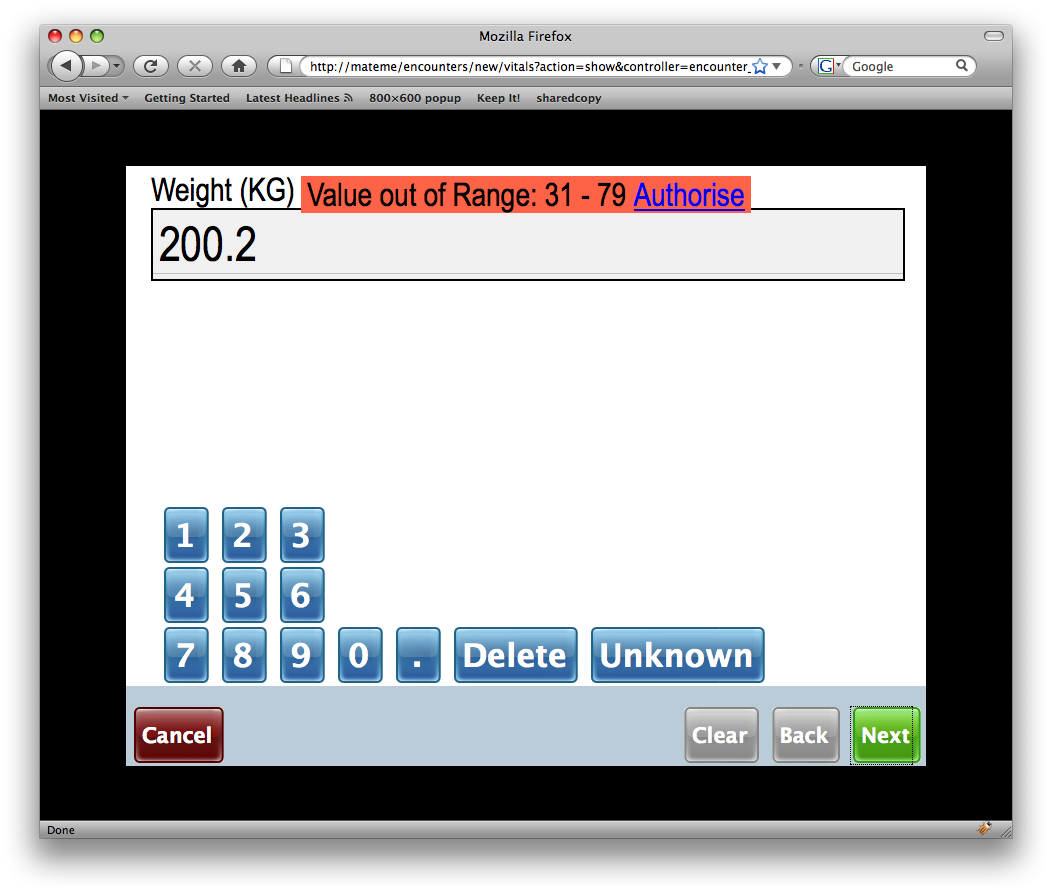 Mozilla Firefox
http://mateme/encounters/new/vitals?action=show&controller=encounter_ G Google
Most Visited Getting Started Latest Headlines 800×600 popup Keep It! sharedcopy
Weight (KG) Value out of Range: 31 - 79 Authorise
200.2
1 2 3
4 5 6
7 8 9 0 . Delete Unknown
Cancel Clear Back Next
Done